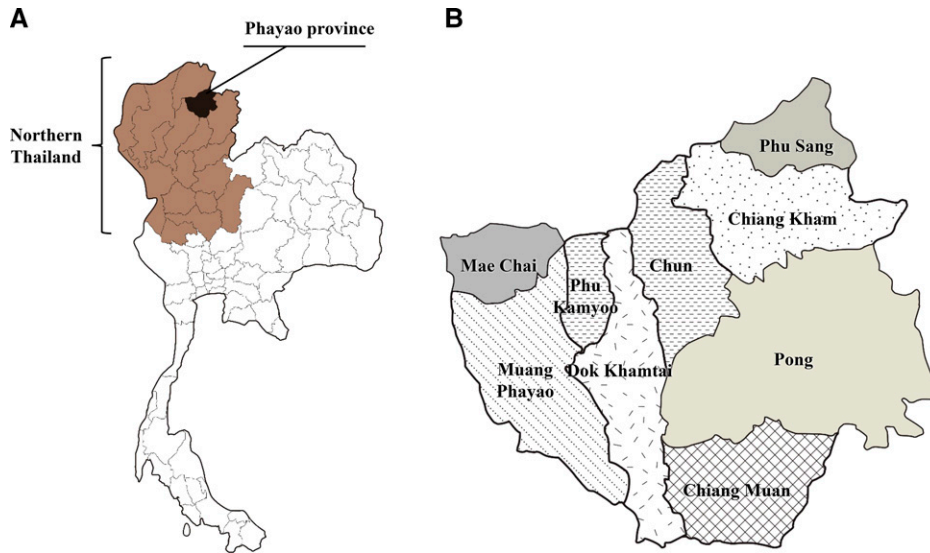 A
Phayao province
Northern
Thailand
B
Phu Sang
Chiang Kham
Mae Chai
Chun
Phu
Kamyoo
Muang
Phayao
Dok Khamtai
Pong
Chiang Muan